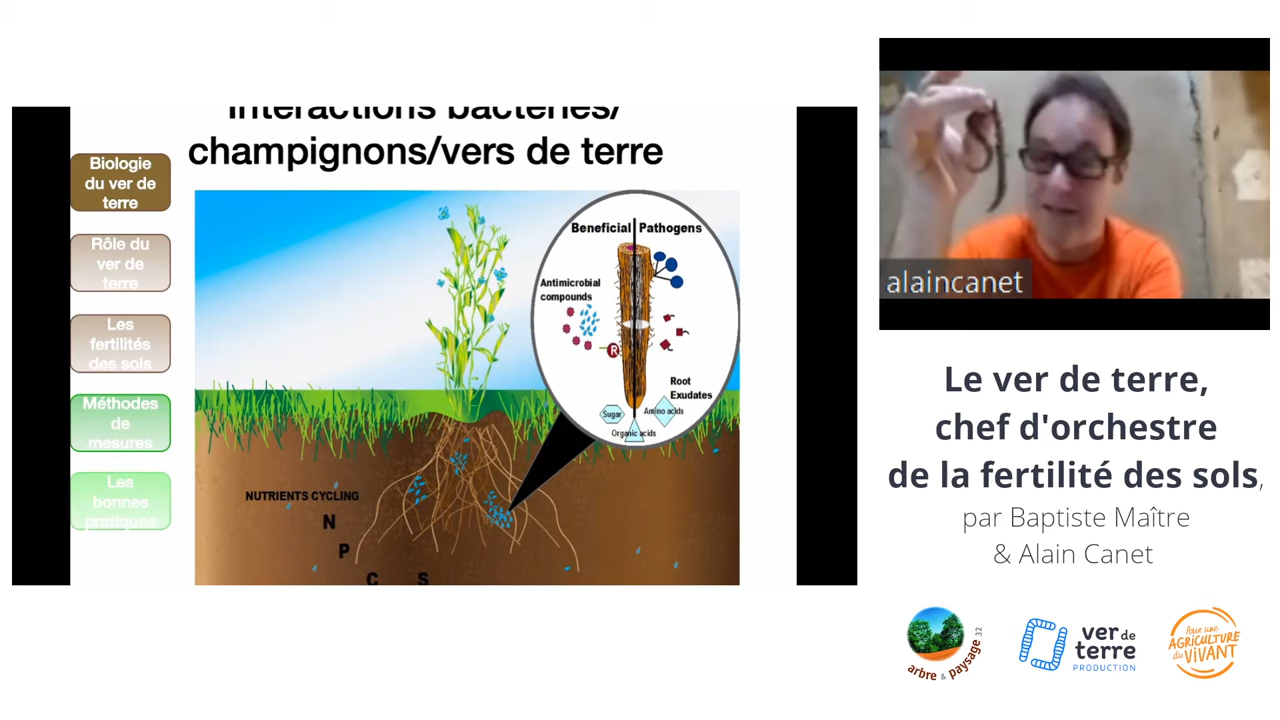 Interactions bactéries/
champignons/vers de terre
Biologie
du ver de
terre
Rôle du
ver de
terre
Les
fertilités
des sols
Méthodes
de
mesures
Les
bonnes
pratiques
Beneficial Pathogens
Antimicrobial
compounds
R
Root
Exudates
Sugar
Amino acids
Organic acids
NUTRIENTS CYCLING
N
P
C S
alaincanet
Le ver de terre,
chef d'orchestre
de la fertilité des sols,
par Baptiste Maître
& Alain Canet
arbre & paysage 32
ver de
terre
PRODUCTION
Pour une
AGRICULTURE
du VIVANT